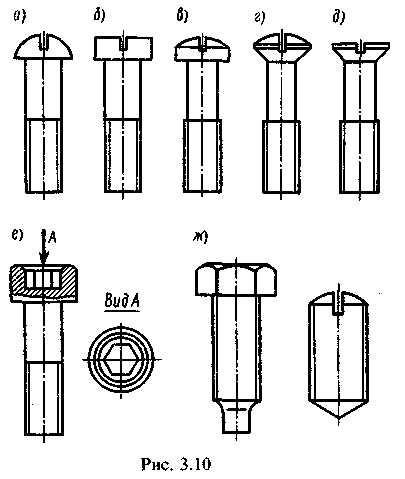 а) б) в) г) д)
е) А ж)
Вид А
Рис. 3.10